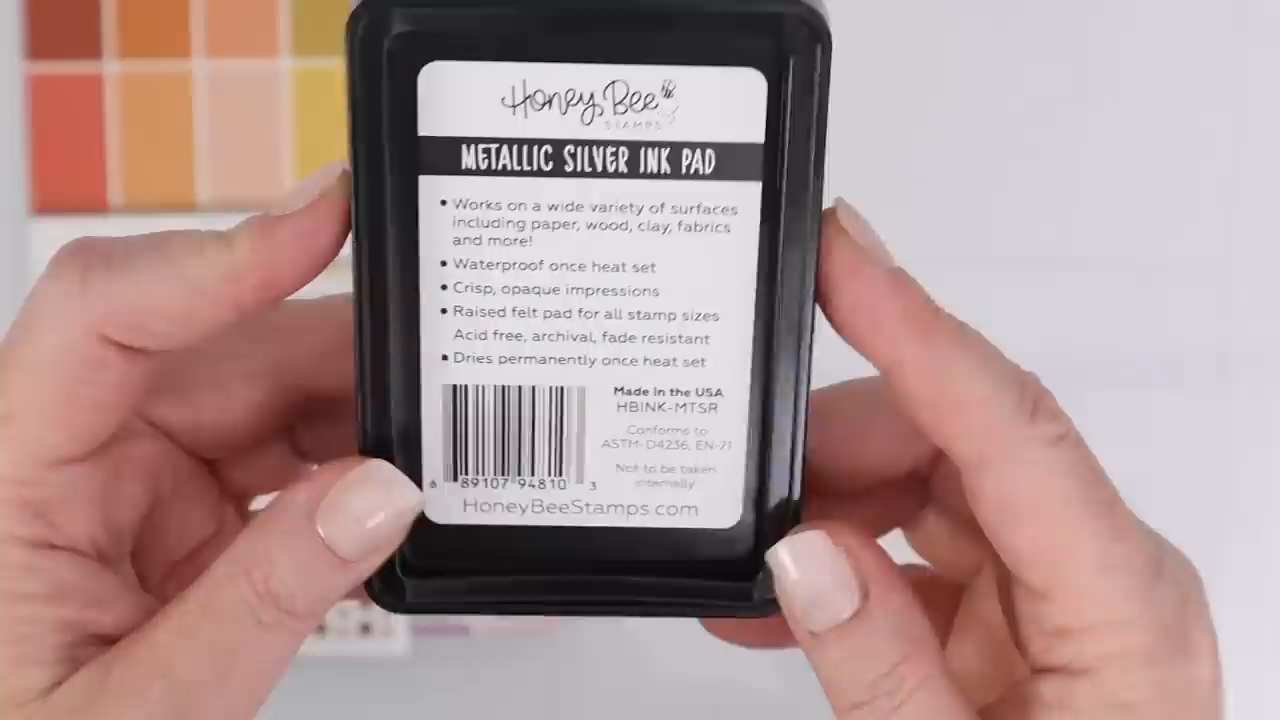 Honey Bee
STAMPS
METALLIC SILVER INK PAD
• Works on a wide variety of surfaces
including paper, wood, clay, fabrics
and more!
• Waterproof once heat set
• Crisp, opaque impressions
• Raised felt pad for all stamp sizes
Acid free, archival, fade resistant
• Dries permanently once heat set
Made in the USA
HBINK-MTSR
Conforms to
ASTM-D4236, EN-71
Not to be taken
internally
6 89107 94810 3
HoneyBeeStamps.com